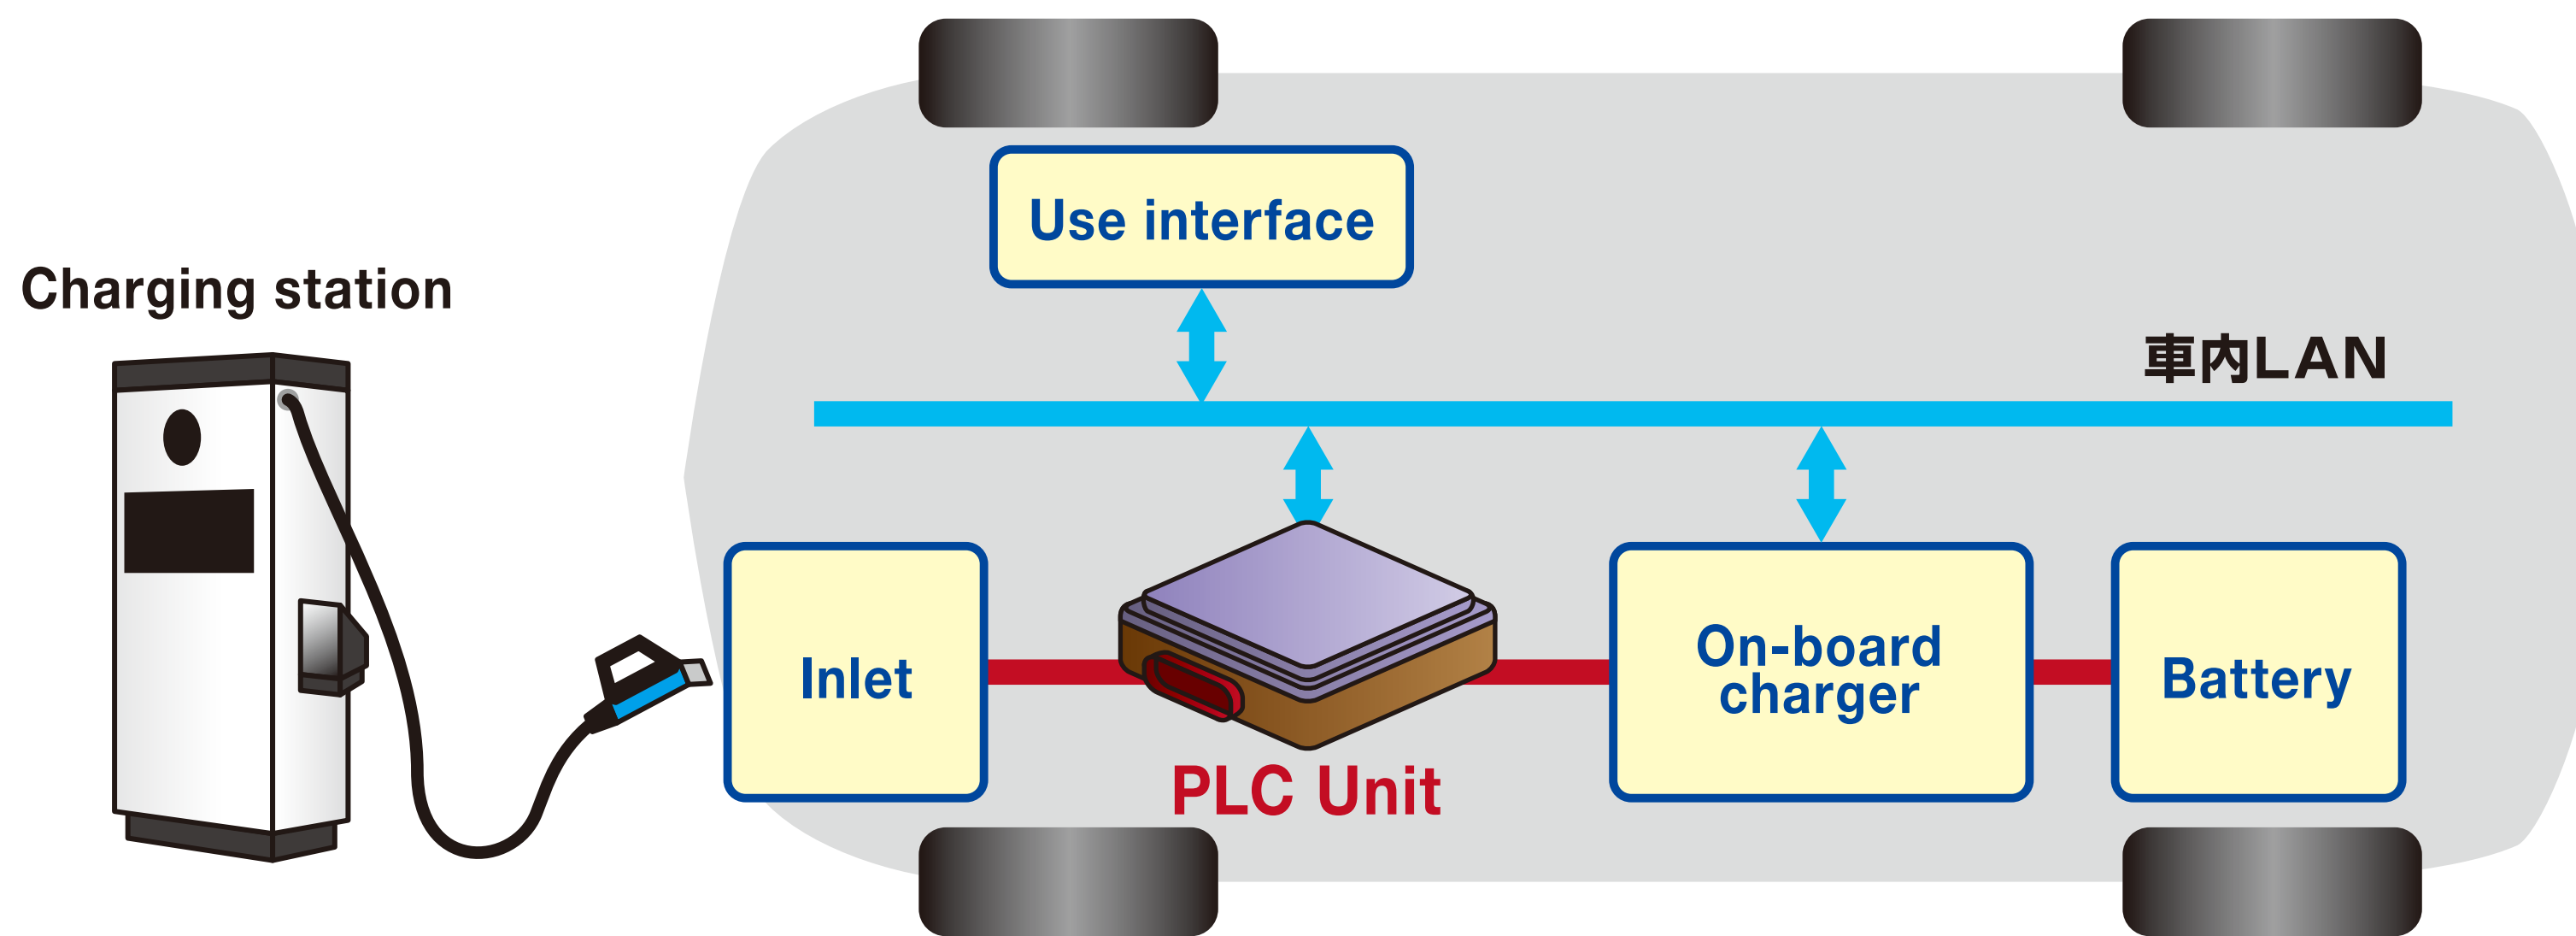 Use interface
Charging station
車内LAN
Inlet
On-board
charger
Battery
PLC Unit